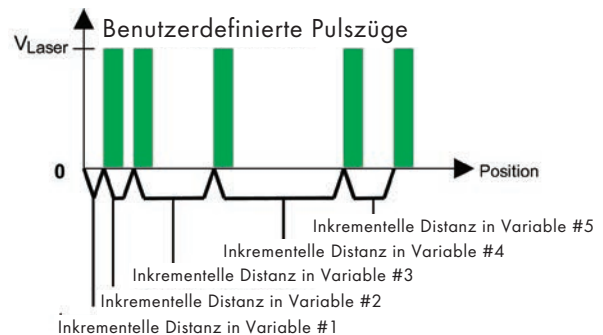 Benutzerdefinierte Pulszüge
VLaser
0
Position
Inkrementelle Distanz in Variable #5
Inkrementelle Distanz in Variable #4
Inkrementelle Distanz in Variable #3
Inkrementelle Distanz in Variable #2
Inkrementelle Distanz in Variable #1